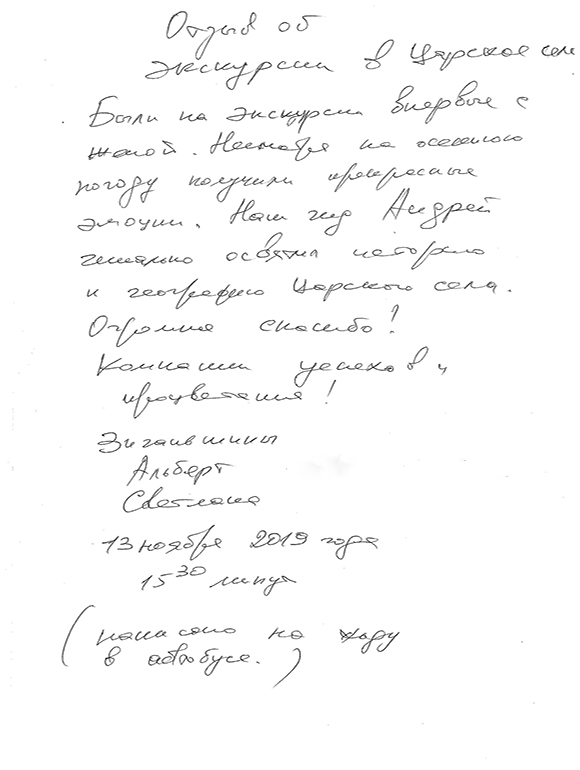 Отзыв об
экскурсии в Царское село
Были на экскурсии впервые с
женой. Несмотря на осеннюю
погоду получили прекрасные
эмоции. Наш гид Андрей
гениально осветил историю
и географию Царского села.
Огромное спасибо!
Компании успехов и
процветания!
Зигаившины
Альберт
Светлана
13 ноября 2019 года
15 30 минут
(написано на ходу
в автобусе.)